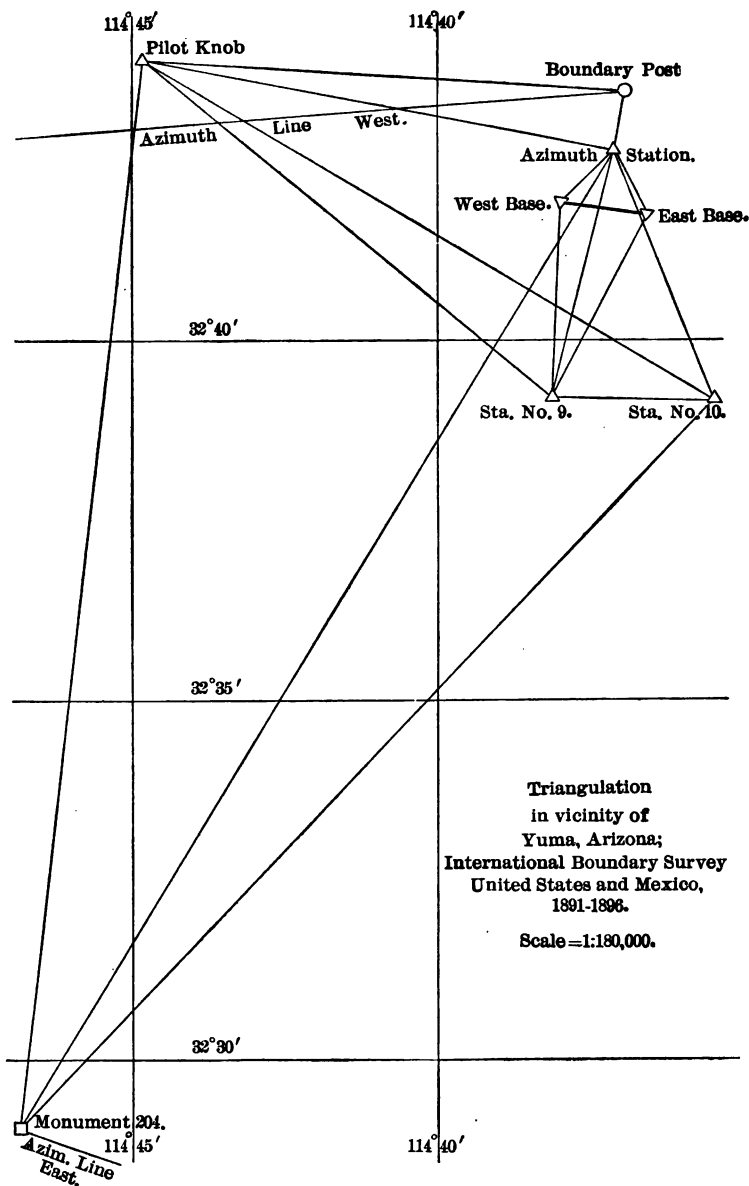 114°45′
114°40′
Pilot Knob
Boundary Post
Azimuth Line West.
Azimuth Station.
West Base.
East Base.
32°40′
Sta. No. 9.
Sta. No. 10.
32°35′
Triangulation
in vicinity of
Yuma, Arizona;
International Boundary Survey
United States and Mexico,
1891-1896.
Scale=1:180,000.
32°30′
Monument 204.
114°45′
114°40′
Azim. Line
East.